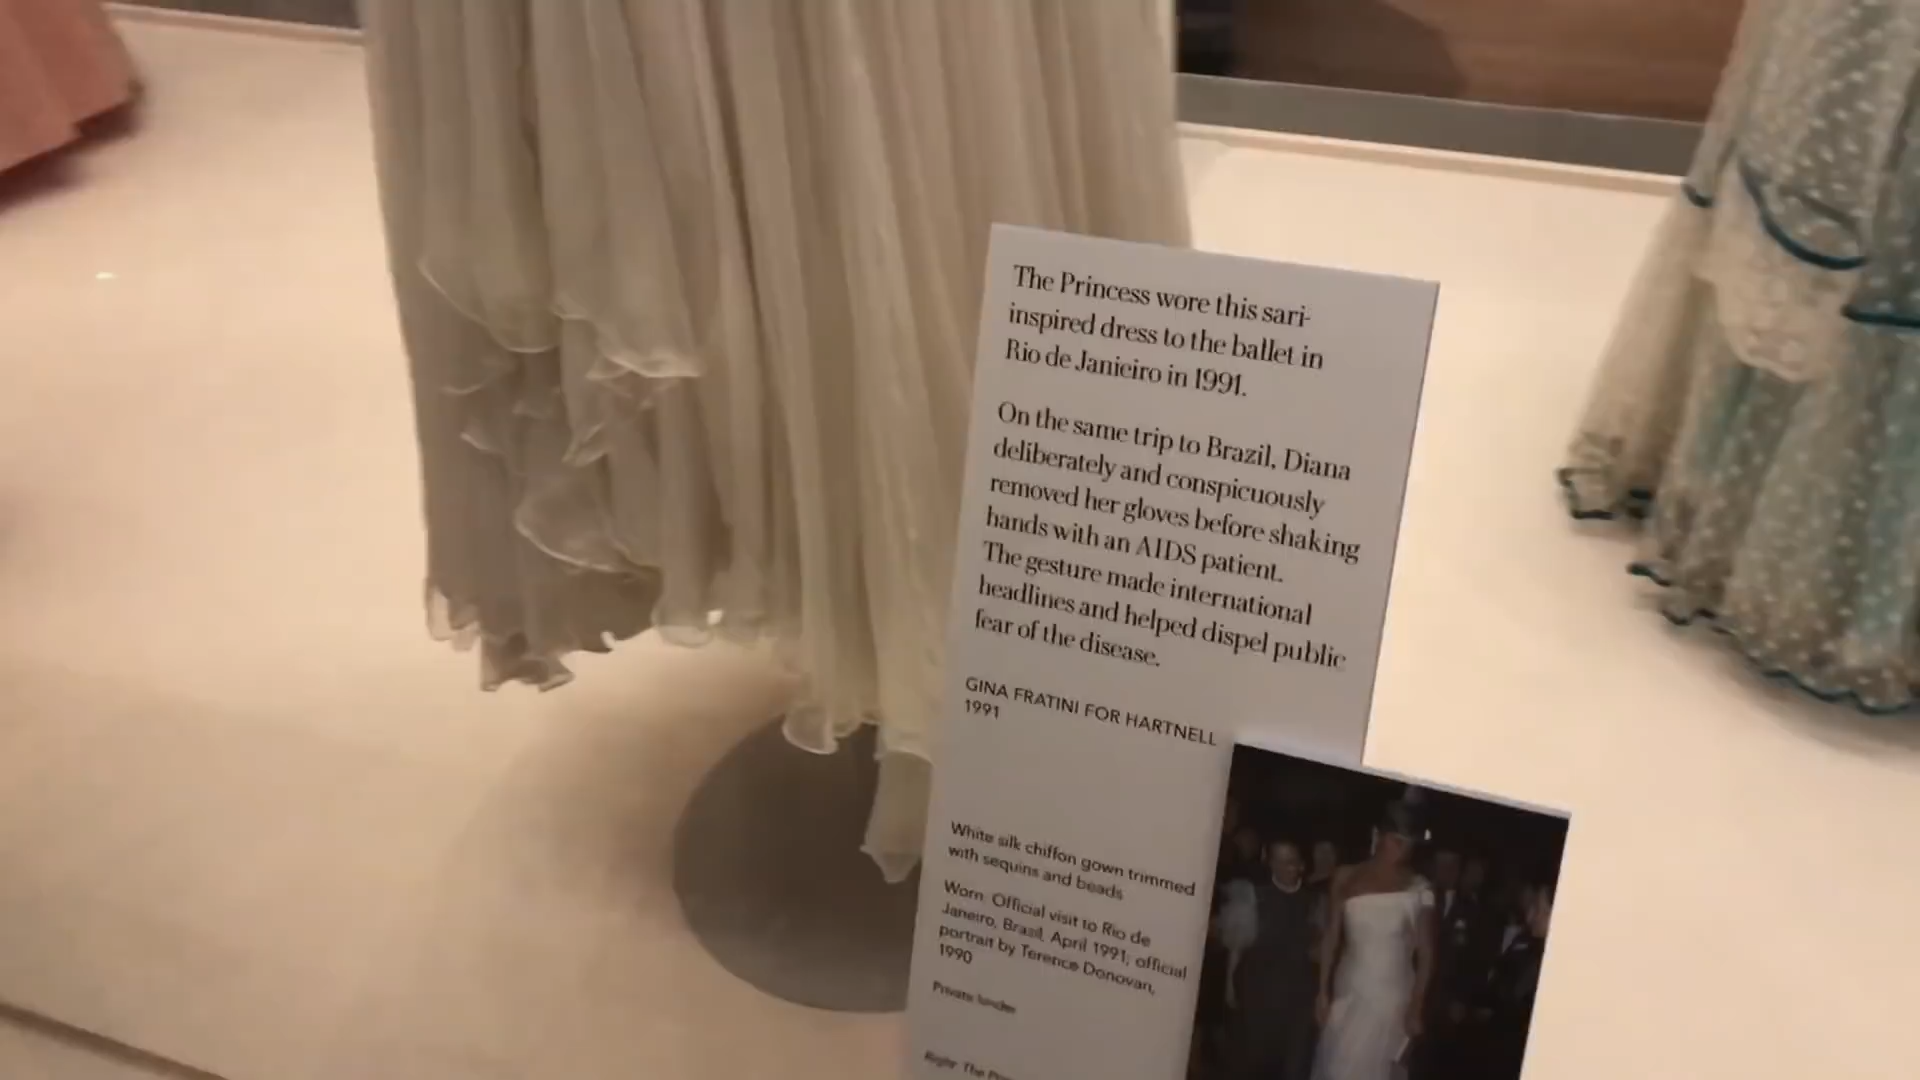 The Princess wore this sari-
inspired dress to the ballet in
Rio de Janieiro in 1991.
On the same trip to Brazil, Diana
deliberately and conspicuously
removed her gloves before shaking
hands with an AIDS patient.
The gesture made international
headlines and helped dispel public
fear of the disease.
GINA FRATINI FOR HARTNELL
1991
White silk chiffon gown trimmed
with sequins and beads
Worn: Official visit to Rio de
Janeiro, Brasil, April 1991; official
portrait by Terence Donovan,
1990
Private lender
Right: The